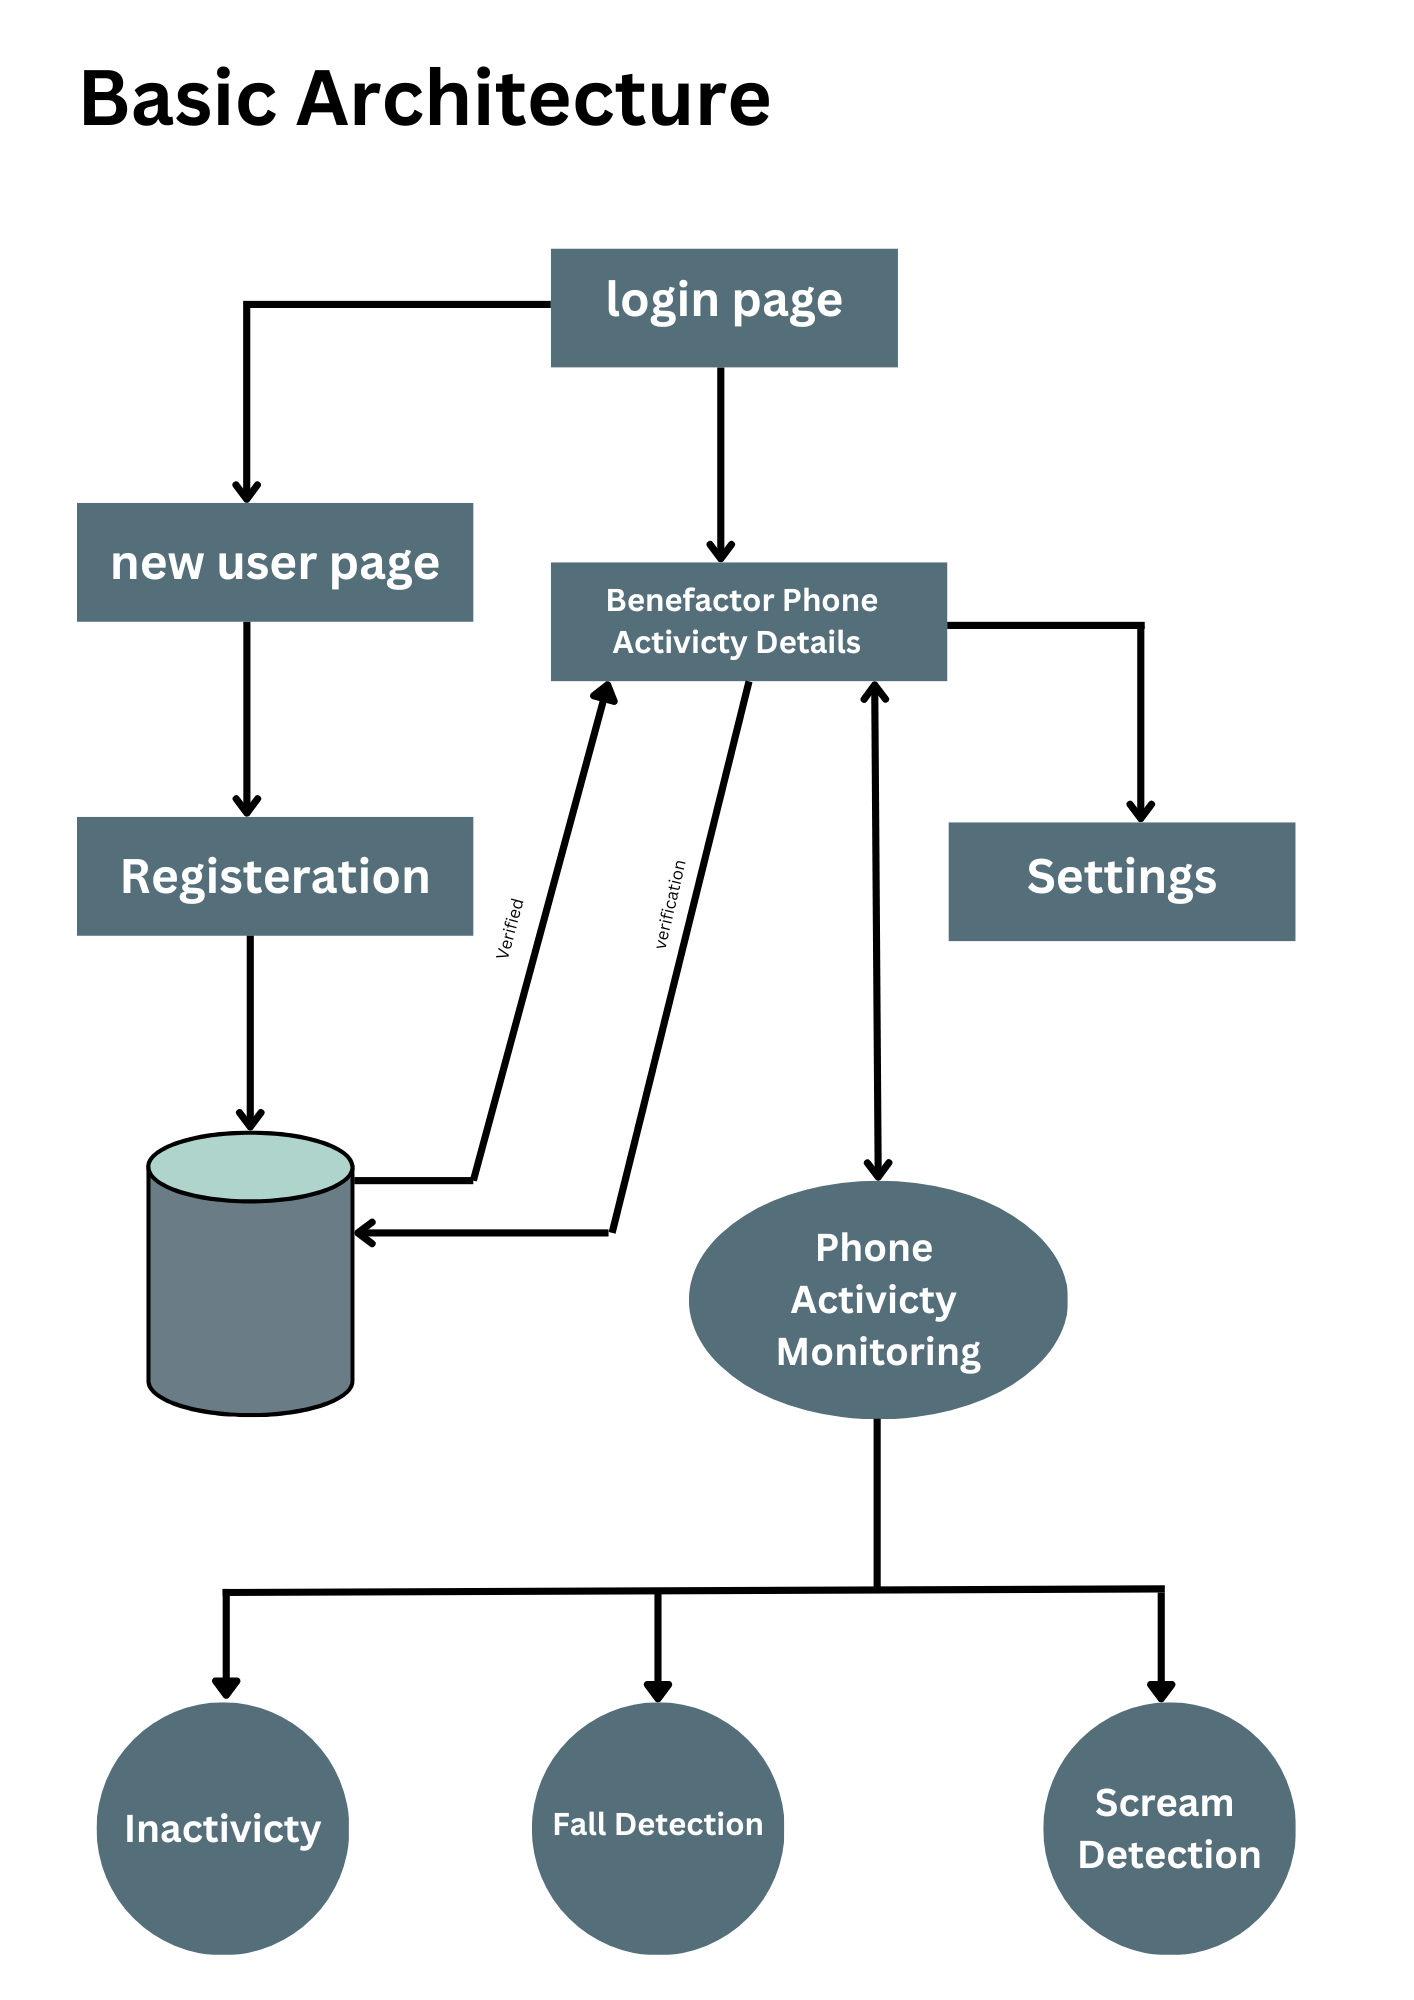 Basic Architecture
login page
new user page
Benefactor Phone
Activicty Details
Registeration
Settings
Verified
verification
Phone
Activicty
Monitoring
Inactivicty
Fall Detection
Scream
Detection